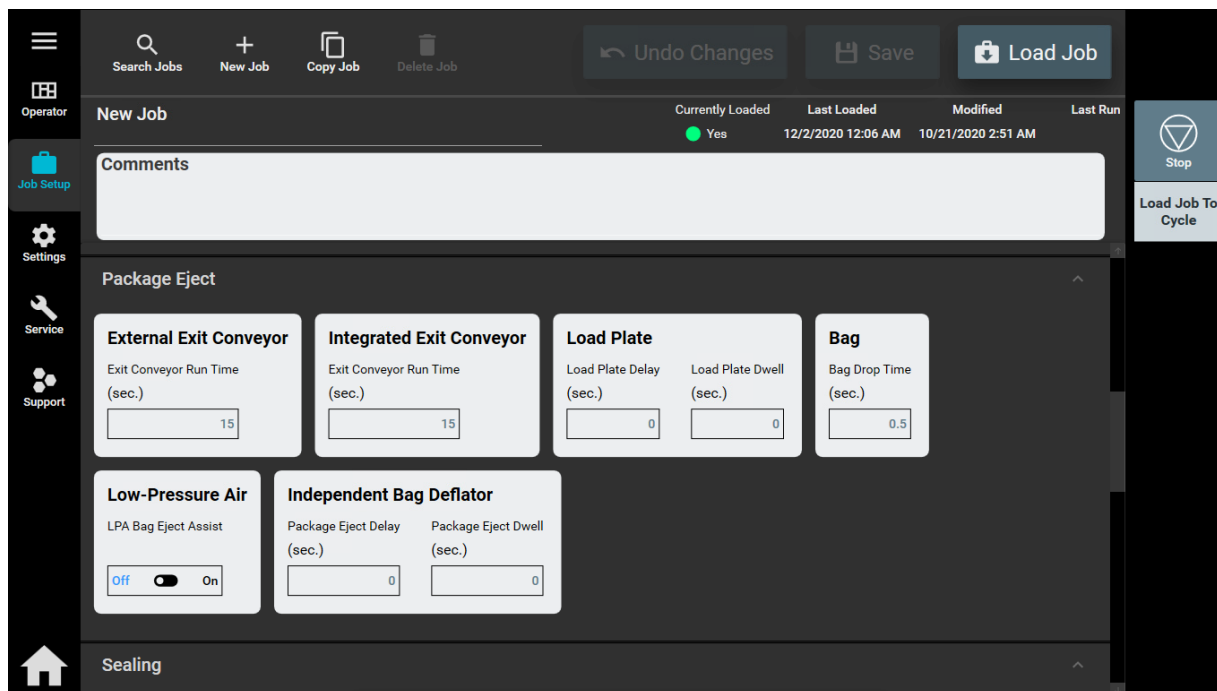 Search Jobs
New Job
Copy Job
Delete Job
Undo Changes
Save
Load Job
Operator
Job Setup
Settings
Service
Support
New Job
Currently Loaded
Yes
Last Loaded
12/2/2020 12:06 AM
Modified
10/21/2020 2:51 AM
Last Run
Comments
Stop
Load Job To
Cycle
Package Eject
External Exit Conveyor
Exit Conveyor Run Time
(sec.)
15
Integrated Exit Conveyor
Exit Conveyor Run Time
(sec.)
15
Load Plate
Load Plate Delay
(sec.)
0
Load Plate Dwell
(sec.)
0
Bag
Bag Drop Time
(sec.)
0.5
Low-Pressure Air
LPA Bag Eject Assist
Off On
Independent Bag Deflator
Package Eject Delay
(sec.)
0
Package Eject Dwell
(sec.)
0
Sealing